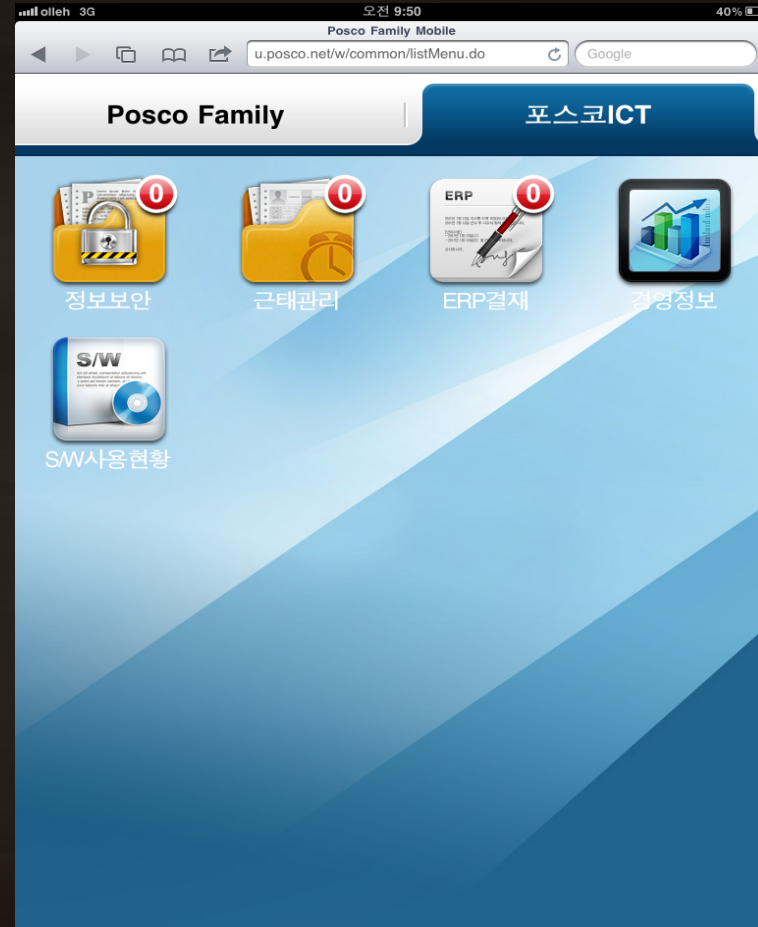 olleh 3G 오전 9:50 40%
Posco Family Mobile
u.posco.net/w/common/listMenu.do Google
Posco Family 포스코ICT
0 0 ERP 0
정보보안 근태관리 ERP결재 경영정보
S/W
S/W사용현황